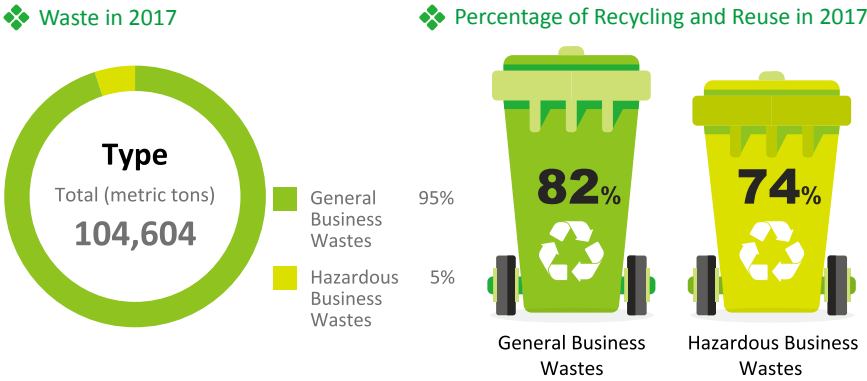 Waste in 2017
Type
Total (metric tons)
104,604
General
Business
Wastes
95%
Hazardous
Business
Wastes
5%
Percentage of Recycling and Reuse in 2017
82%
74%
General Business
Wastes
Hazardous Business
Wastes